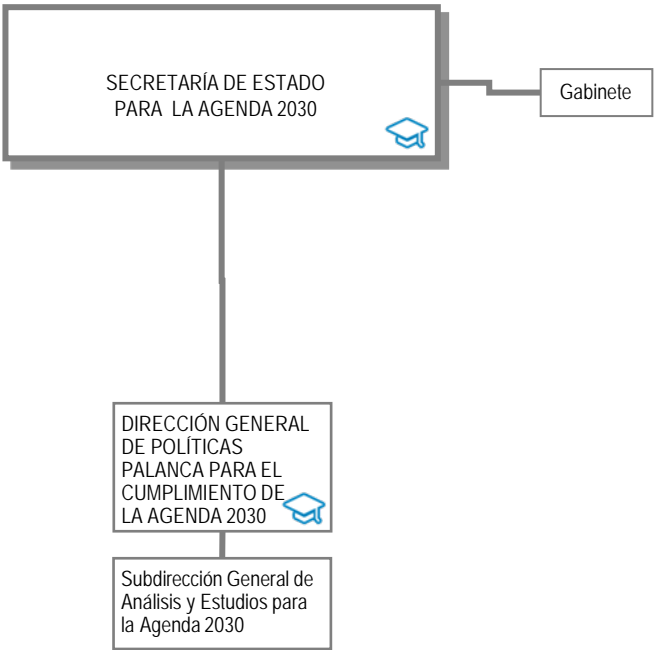 SECRETARÍA DE ESTADO
PARA LA AGENDA 2030
Gabinete
DIRECCIÓN GENERAL
DE POLÍTICAS
PALANCA PARA EL
CUMPLIMIENTO DE
LA AGENDA 2030
Subdirección General de
Análisis y Estudios para
la Agenda 2030